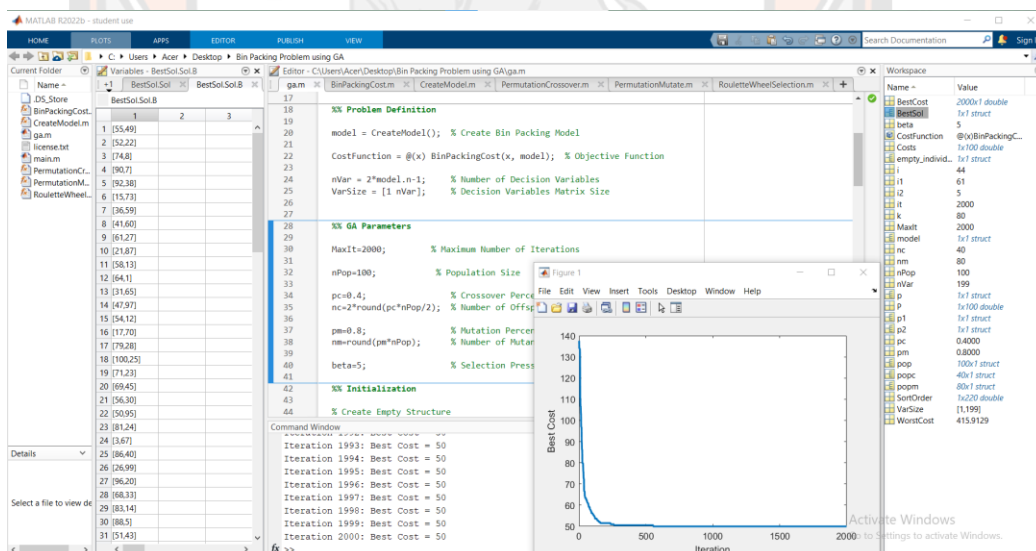 MATLAB R2022b - student use
HOME PLOTS APPS EDITOR PUBLISH VIEW
Search Documentation
Sign
C: Users Acer Desktop Bin Packing Problem using GA
Current Folder
Name
.DS_Store
BinPackingCost...
CreateModel.m
ga.m
license.txt
main.m
PermutationCr...
PermutationM...
RouletteWheel...
Details
Select a file to view de
Variables - BestSol.Sol.B
BestSol.Sol BestSol.Sol.B
BestSol.Sol.B
1 2 3
1 [55,49]
2 [52,22]
3 [74,8]
4 [90,7]
5 [92,38]
6 [15,73]
7 [36,59]
8 [41,60]
9 [61,27]
10 [21,87]
11 [58,13]
12 [64,1]
13 [31,65]
14 [47,97]
15 [54,12]
16 [17,70]
17 [79,28]
18 [100,25]
19 [71,23]
20 [69,45]
21 [56,30]
22 [50,95]
23 [81,24]
24 [3,67]
25 [86,40]
26 [26,99]
27 [96,20]
28 [68,33]
29 [83,14]
30 [88,5]
31 [51,43]
Editor - C:\Users\Acer\Desktop\Bin Packing Problem using GA\ga.m
ga.m BinPackingCost.m CreateModel.m PermutationCrossover.m PermutationMutate.m RouletteWheelSelection.m
17
18 %% Problem Definition
19
20 model = CreateModel(); % Create Bin Packing Model
21
22 CostFunction = @(x) BinPackingCost(x, model); % Objective Function
23
24 nVar = 2*model.n-1; % Number of Decision Variables
25 VarSize = [1 nVar]; % Decision Variables Matrix Size
26
27
28 %% GA Parameters
29
30 MaxIt=2000; % Maximum Number of Iterations
31
32 nPop=100; % Population Size
33
34 pc=0.4; % Crossover Perce
35 nc=2*round(pc*nPop/2); % Number of Offsp
36
37 pm=0.8; % Mutation Percen
38 nm=round(pm*nPop); % Number of Mutan
39
40 beta=5; % Selection Press
41
42 %% Initialization
43
44 % Create Empty Structure
Command Window
Iteration 1993: Best Cost = 50
Iteration 1994: Best Cost = 50
Iteration 1995: Best Cost = 50
Iteration 1996: Best Cost = 50
Iteration 1997: Best Cost = 50
Iteration 1998: Best Cost = 50
Iteration 1999: Best Cost = 50
Iteration 2000: Best Cost = 50
fx >>
Figure 1
File Edit View Insert Tools Desktop Window Help
140
130
120
110
100
90
80
70
60
50
Best Cost
0 500 1000 1500 2000
Iteration
Workspace
Name Value
BestCost 2000x1 double
BestSol 1x1 struct
beta 5
CostFunction @(x)BinPackingC...
Costs 1x100 double
empty_individ... 1x1 struct
i 44
i1 61
i2 5
it 2000
k 80
MaxIt 2000
model 1x1 struct
nc 40
nm 80
nPop 100
nVar 199
p 1x1 struct
P 1x100 double
p1 1x1 struct
p2 1x1 struct
pc 0.4000
pm 0.8000
pop 100x1 struct
popc 40x1 struct
popm 80x1 struct
SortOrder 1x220 double
VarSize [1,199]
WorstCost 415.9129
Activate Windows
to Settings to activate Windows.